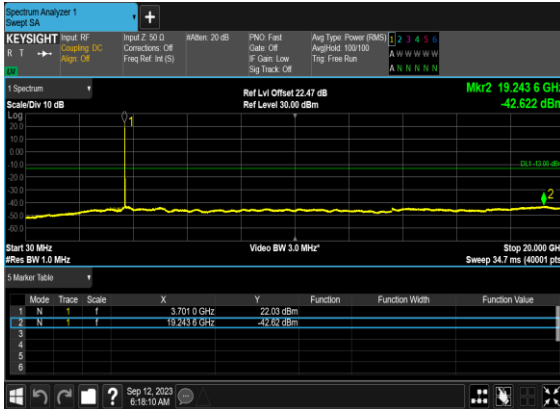 Spectrum Analyzer 1
Swept SA
+
KEYSIGHT Input: RF Input Z: 50 Ω #Atten: 20 dB PNO: Fast Avg Type: Power (RMS) 1 2 3 4 5 6
R T Coupling: DC Corrections: Off Gate: Off Avg|Hold: 100/100 A W W W W W
Align: Off Freq Ref: Int (S) IF Gain: Low Trig: Free Run
Sig Track: Off A N N N N N
1 Spectrum
Ref Lvl Offset 22.47 dB Mkr2 19.243 6 GHz
Scale/Div 10 dB Ref Level 30.00 dBm -42.622 dBm
Log
20.0
10.0
0.00
-10.0
-20.0
-30.0
-40.0
-50.0
-60.0
1
2
DL1 -13.00 dBm
Start 30 MHz Video BW 3.0 MHz* Stop 20.000 GHz
#Res BW 1.0 MHz Sweep 34.7 ms (40001 pts)
5 Marker Table
Mode Trace Scale X Y Function Function Width Function Value
1 N 1 f 3.701 0 GHz 22.03 dBm
2 N 1 f 19.243 6 GHz -42.62 dBm
3
4
5
6
? Sep 12, 2023
6:18:10 AM